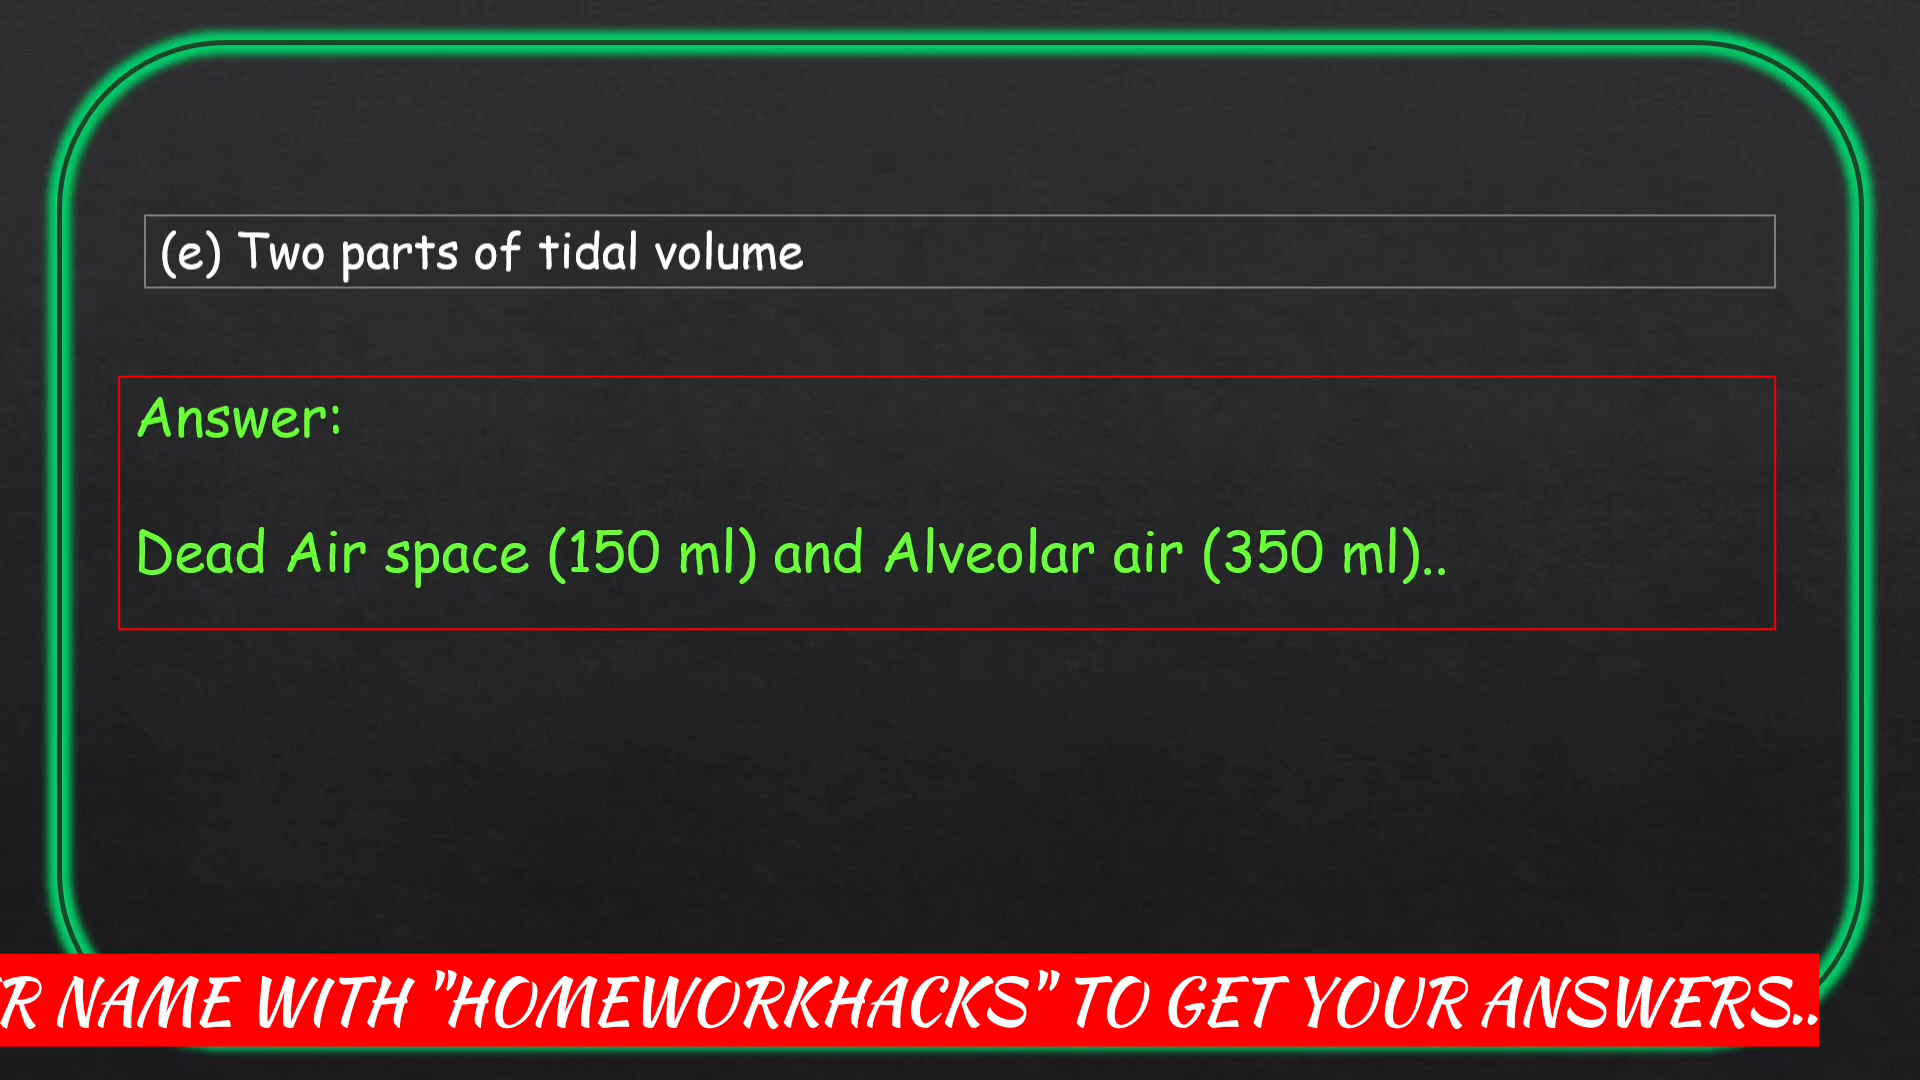 (e) Two parts of tidal volume
Answer:
Dead Air space (150 ml) and Alveolar air (350 ml)..
NAME WITH "HOMEWORKHACKS" TO GET YOUR ANSWERS..